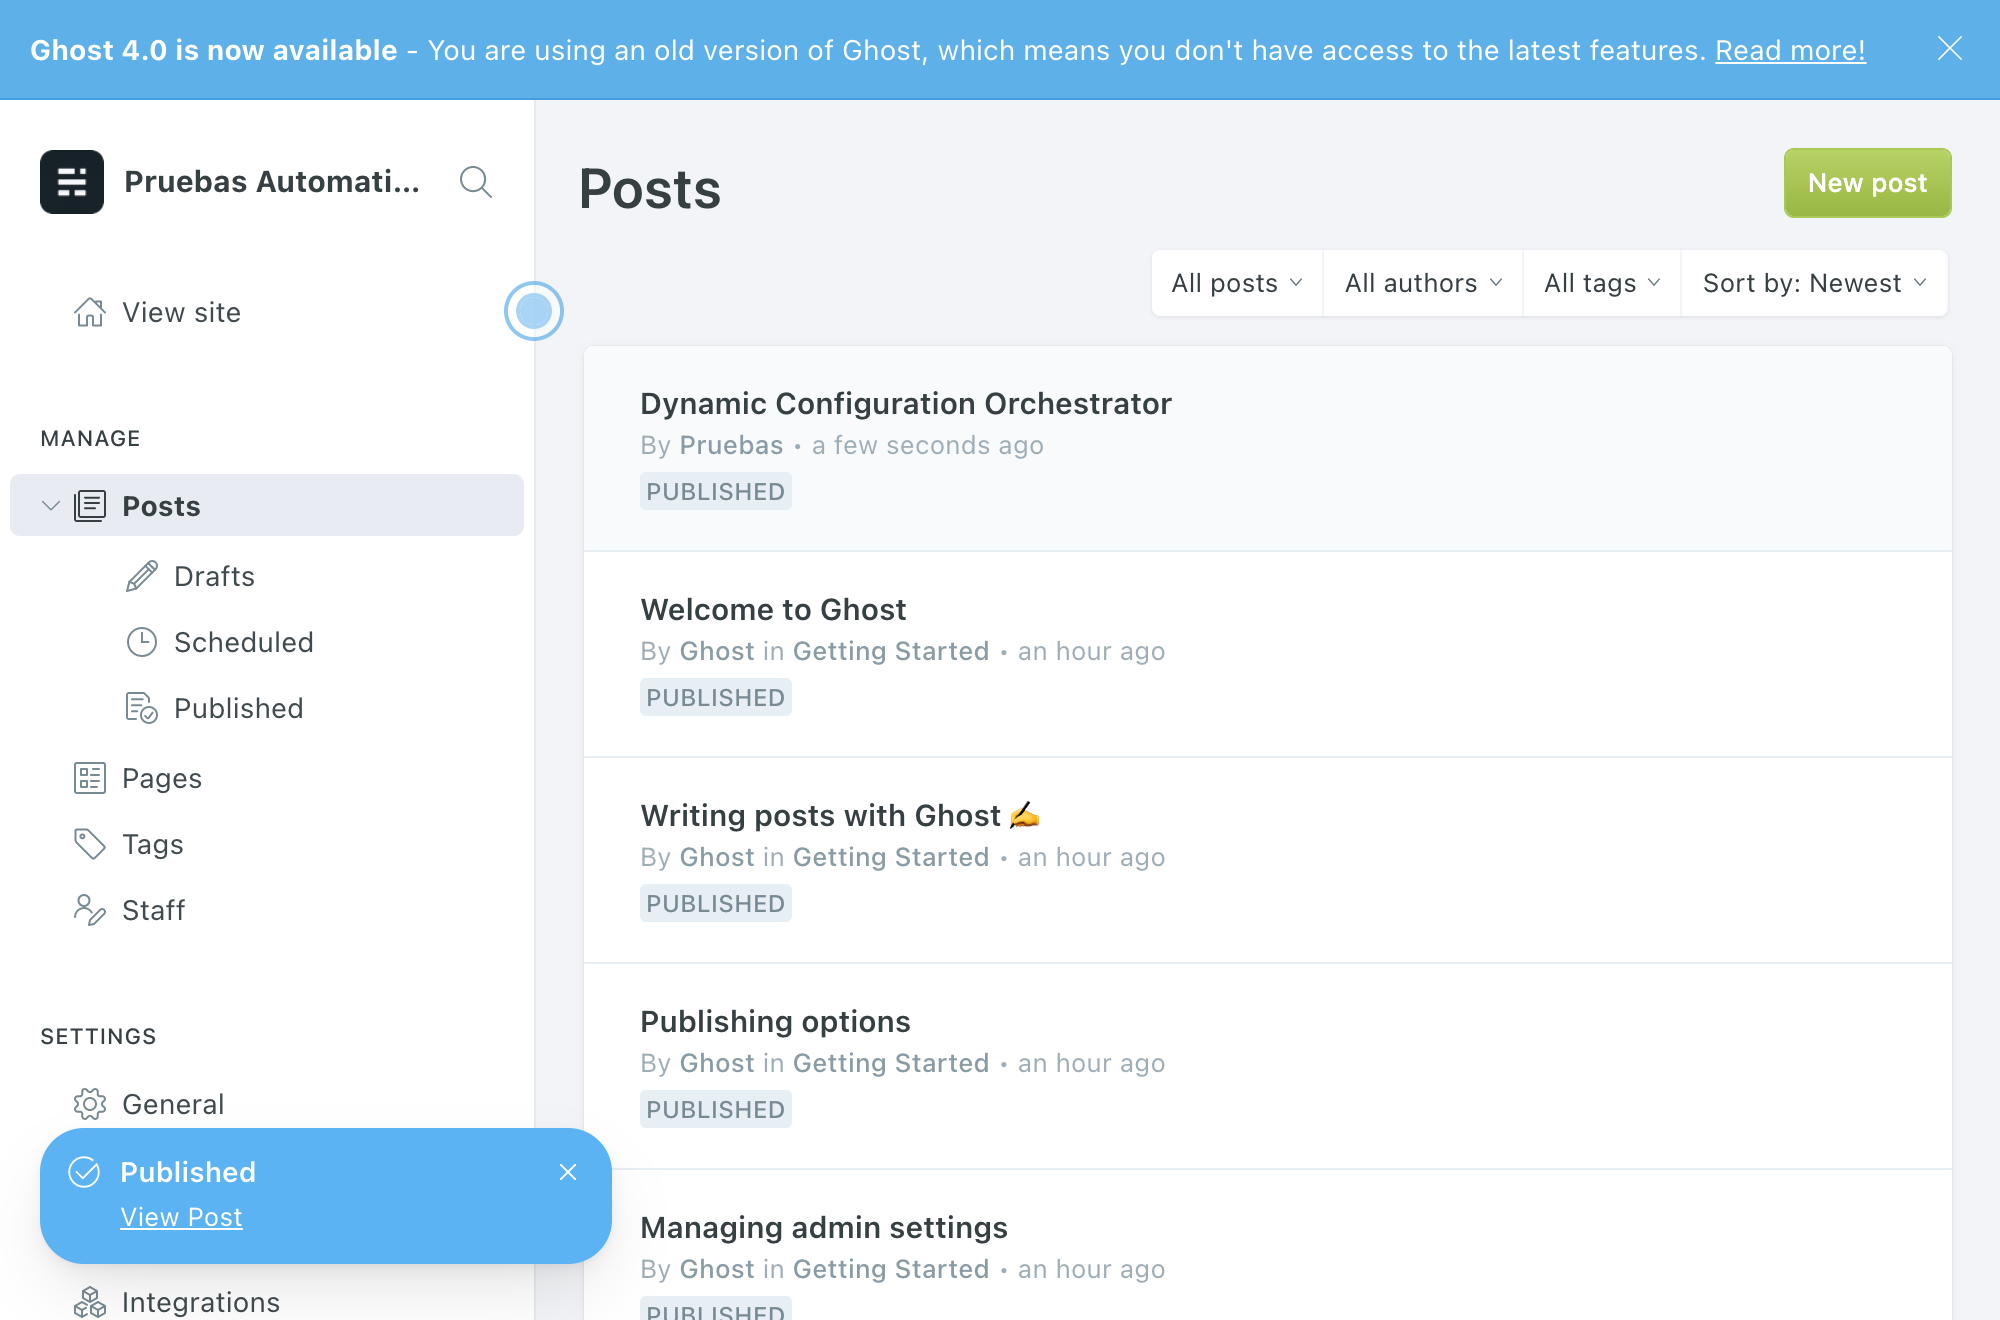 Ghost 4.0 is now available - You are using an old version of Ghost, which means you don't have access to the latest features. Read more!
Pruebas Automati...
View site
MANAGE
Posts
Drafts
Scheduled
Published
Pages
Tags
Staff
SETTINGS
General
Published
View Post
Integrations
Posts
New post
All posts
All authors
All tags
Sort by: Newest
Dynamic Configuration Orchestrator
By Pruebas • a few seconds ago
PUBLISHED
Welcome to Ghost
By Ghost in Getting Started • an hour ago
PUBLISHED
Writing posts with Ghost ✍️
By Ghost in Getting Started • an hour ago
PUBLISHED
Publishing options
By Ghost in Getting Started • an hour ago
PUBLISHED
Managing admin settings
By Ghost in Getting Started • an hour ago
PUBLISHED